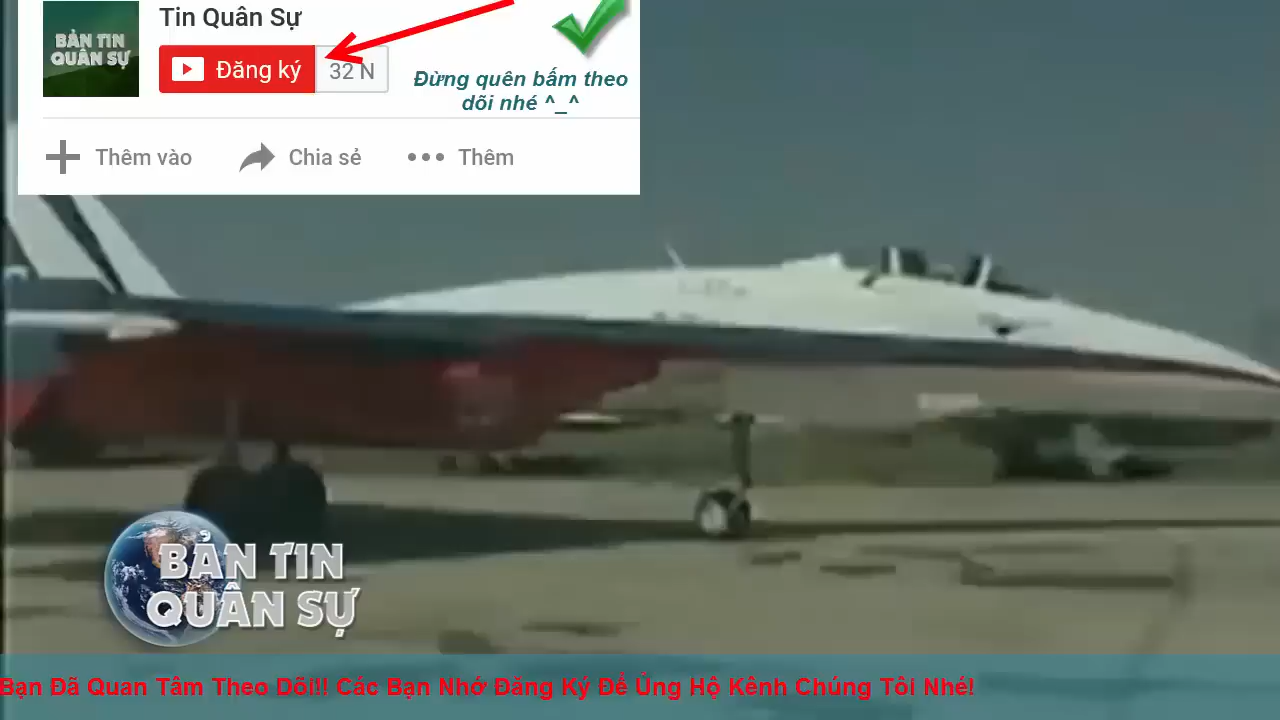 Tin Quân Sự
BẢN TIN
QUÂN SỰ
Đăng ký
32 N
Đừng quên bấm theo
dõi nhé ^_^
Thêm vào
Chia sẻ
Thêm
BẢN TIN
QUÂN SỰ
Bạn Đã Quan Tâm Theo Dõi!! Các Bạn Nhớ Đăng Ký Để Ủng Hộ Kênh Chúng Tôi Nhé!